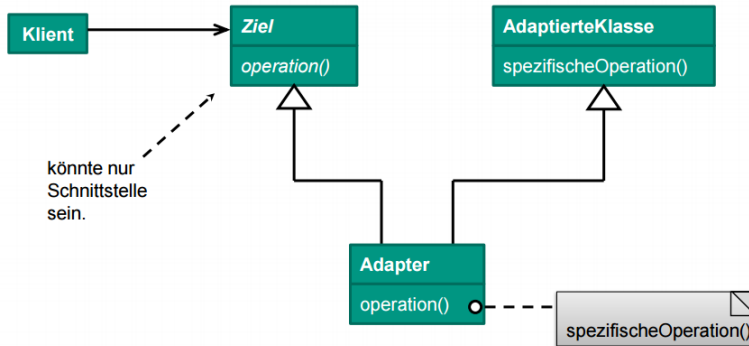 Klient
Ziel
operation()
AdaptierteKlasse
spezifischeOperation()
könnte nur
Schnittstelle
sein.
Adapter
operation()
spezifischeOperation()